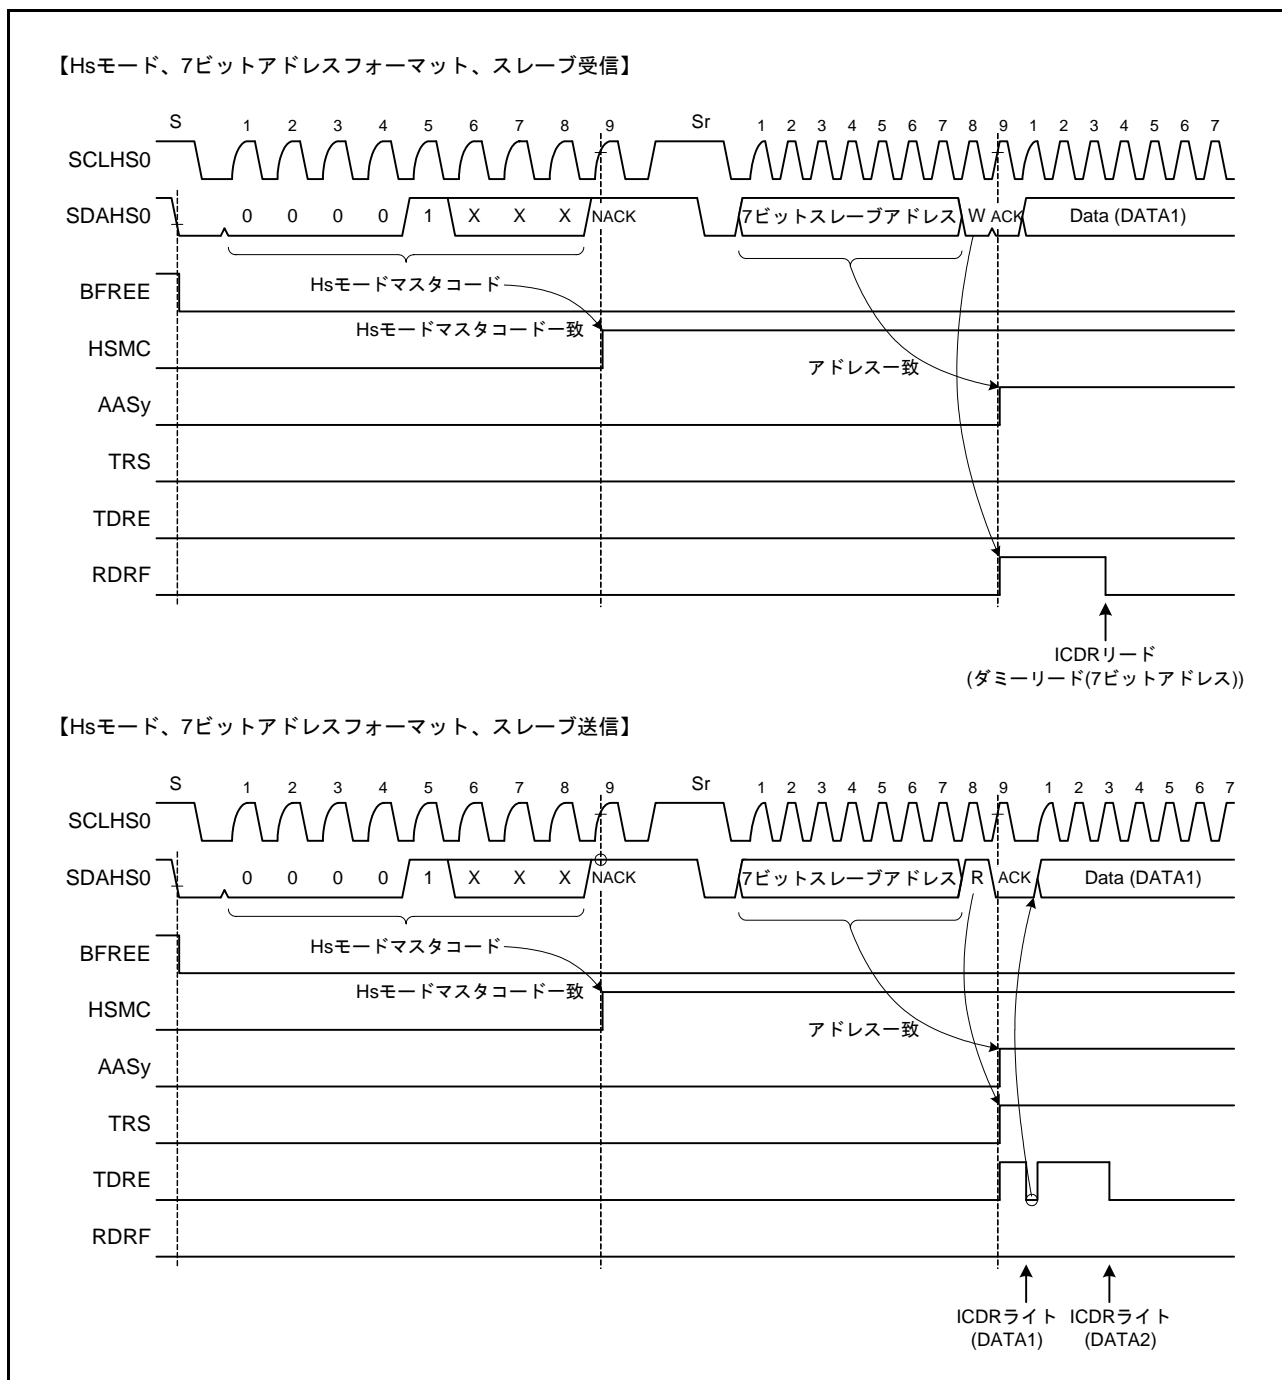 【Hsモード、7ビットアドレスフォーマット、スレーブ受信】
S 1 2 3 4 5 6 7 8 9 Sr 1 2 3 4 5 6 7 8 9 1 2 3 4 5 6 7
SCLHS0
SDAHS0 0 0 0 0 1 X X X NACK 7ビットスレーブアドレス W ACK Data (DATA1)
BFREE
Hsモードマスタコード
Hsモードマスタコード一致
HSMC
アドレス一致
AASy
TRS
TDRE
RDRF
ICDRリード
(ダミーリード(7ビットアドレス))
【Hsモード、7ビットアドレスフォーマット、スレーブ送信】
S 1 2 3 4 5 6 7 8 9 Sr 1 2 3 4 5 6 7 8 9 1 2 3 4 5 6 7
SCLHS0
SDAHS0 0 0 0 0 1 X X X NACK 7ビットスレーブアドレス R ACK Data (DATA1)
Hsモードマスタコード
BFREE
Hsモードマスタコード一致
HSMC
アドレス一致
AASy
TRS
TDRE
RDRF
ICDRライト ICDRライト
(DATA1) (DATA2)